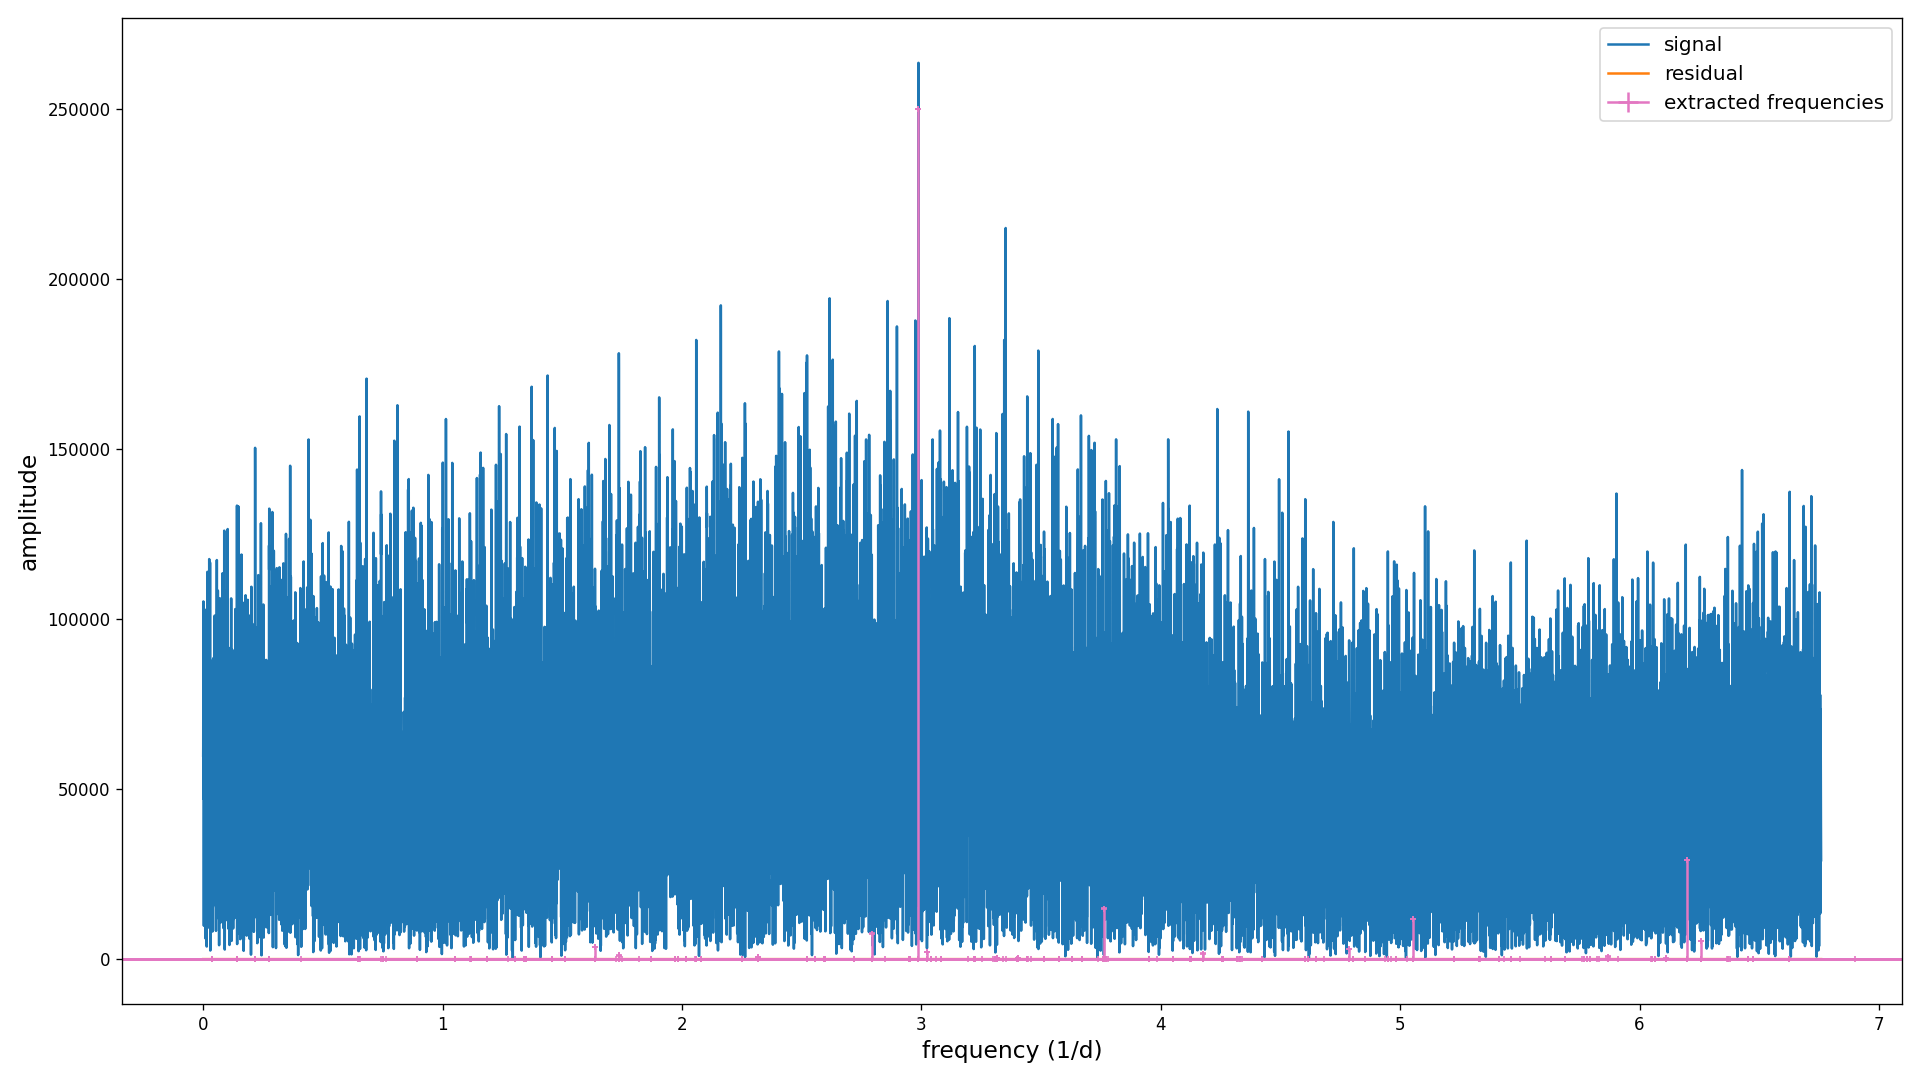 signal
residual
extracted frequencies
250000
200000
150000
100000
50000
0
amplitude
0 1 2 3 4 5 6 7
frequency (1/d)